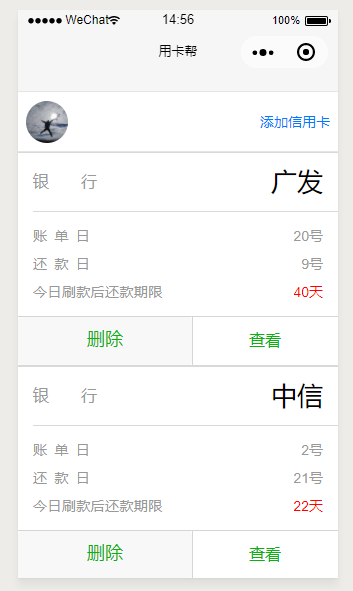 ●●●●● WeChat 14:56 100%
用卡帮
添加信用卡
银 行 广发
账 单 日 20号
还 款 日 9号
今日刷款后还款期限 40天
删除 查看
银 行 中信
账 单 日 2号
还 款 日 21号
今日刷款后还款期限 22天
删除 查看